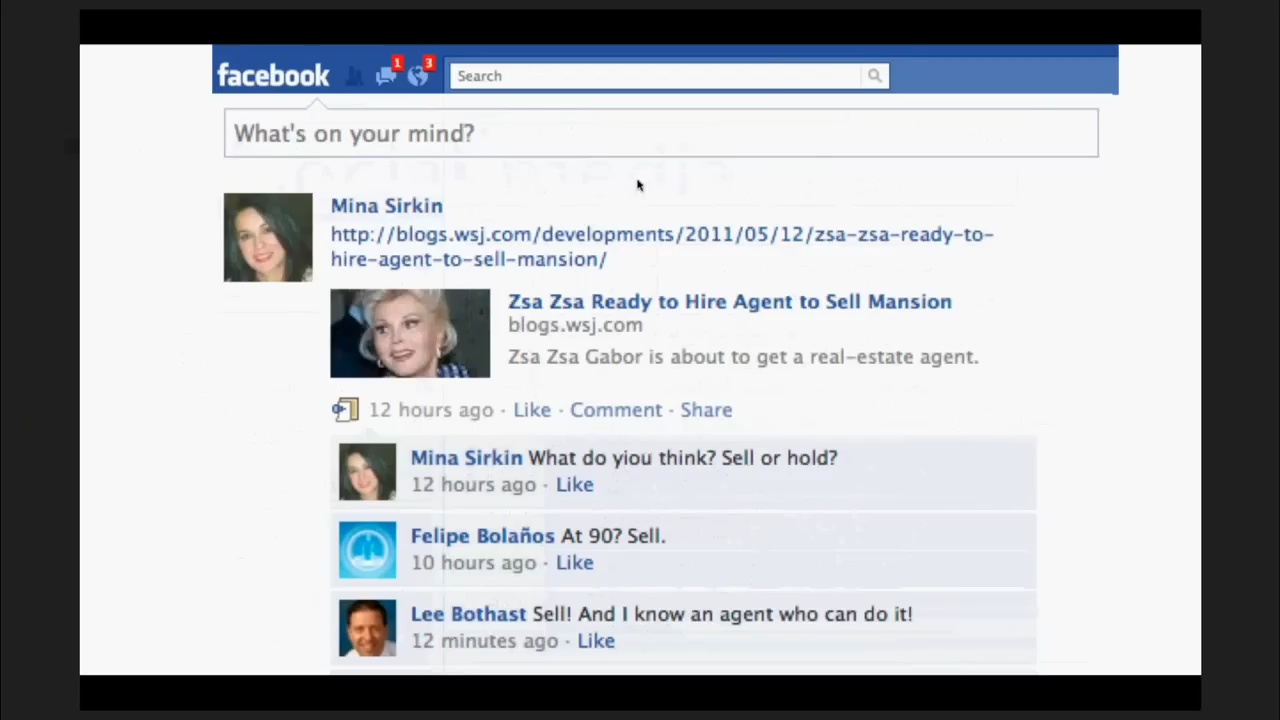 facebook
1
3
Search
What's on your mind?
Mina Sirkin
http://blogs.wsj.com/developments/2011/05/12/zsa-zsa-ready-to-
hire-agent-to-sell-mansion/
Zsa Zsa Ready to Hire Agent to Sell Mansion
blogs.wsj.com
Zsa Zsa Gabor is about to get a real-estate agent.
12 hours ago · Like · Comment · Share
Mina Sirkin What do yiou think? Sell or hold?
12 hours ago · Like
Felipe Bolaños At 90? Sell.
10 hours ago · Like
Lee Bothast Sell! And I know an agent who can do it!
12 minutes ago · Like